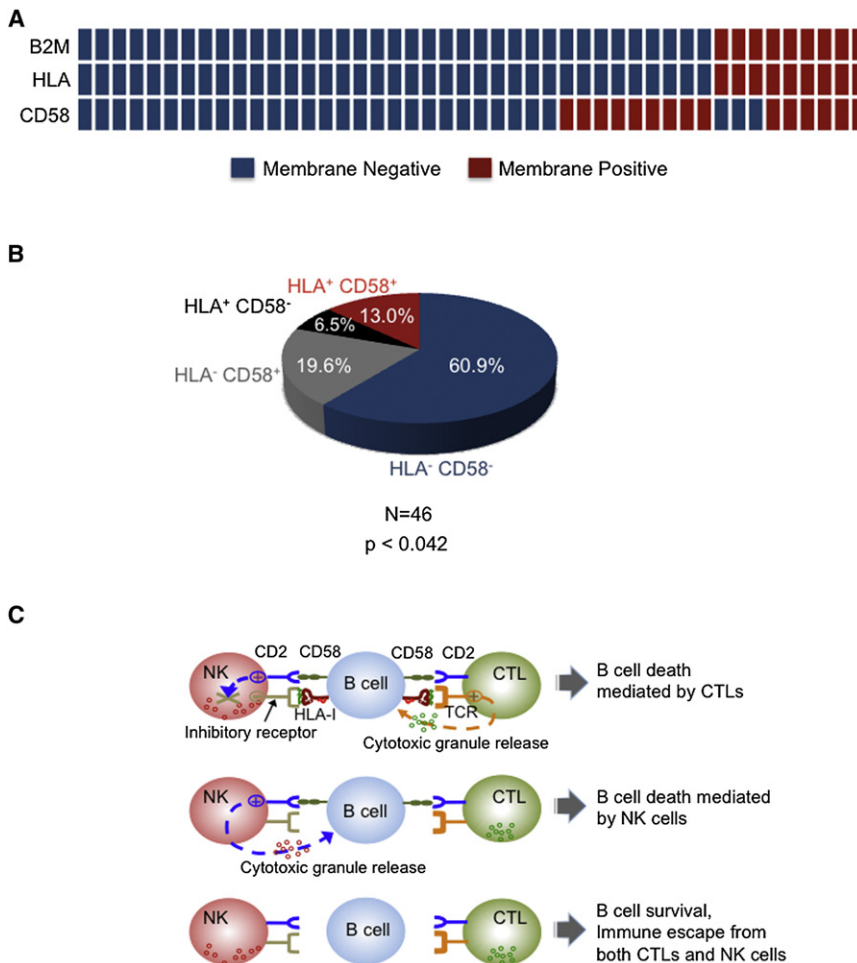 A
B2M
HLA
CD58
Membrane Negative
Membrane Positive
B
HLA⁺ CD58⁺
HLA⁺ CD58⁻
13.0%
6.5%
HLA⁻ CD58⁺
19.6%
60.9%
HLA⁻ CD58⁻
N=46
p < 0.042
C
NK
CD2
CD58
B cell
CD58
CD2
CTL
HLA-I
TCR
Inhibitory receptor
Cytotoxic granule release
B cell death
mediated by CTLs
NK
B cell
CTL
Cytotoxic granule release
B cell death mediated
by NK cells
NK
B cell
CTL
B cell survival,
Immune escape from
both CTLs and NK cells